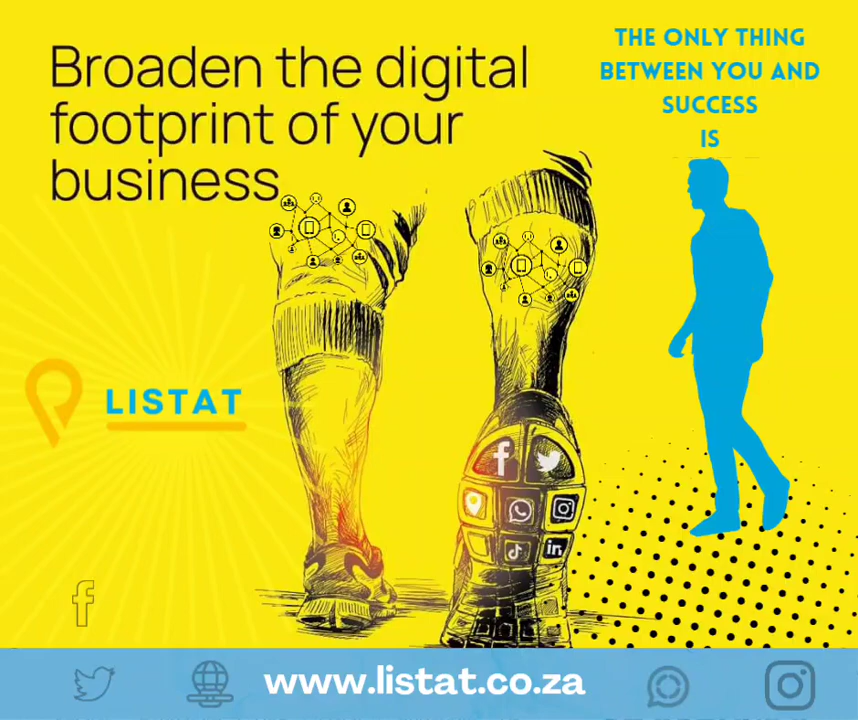 Broaden the digital
footprint of your
business
THE ONLY THING
BETWEEN YOU AND
SUCCESS
IS
LISTAT
www.listat.co.za